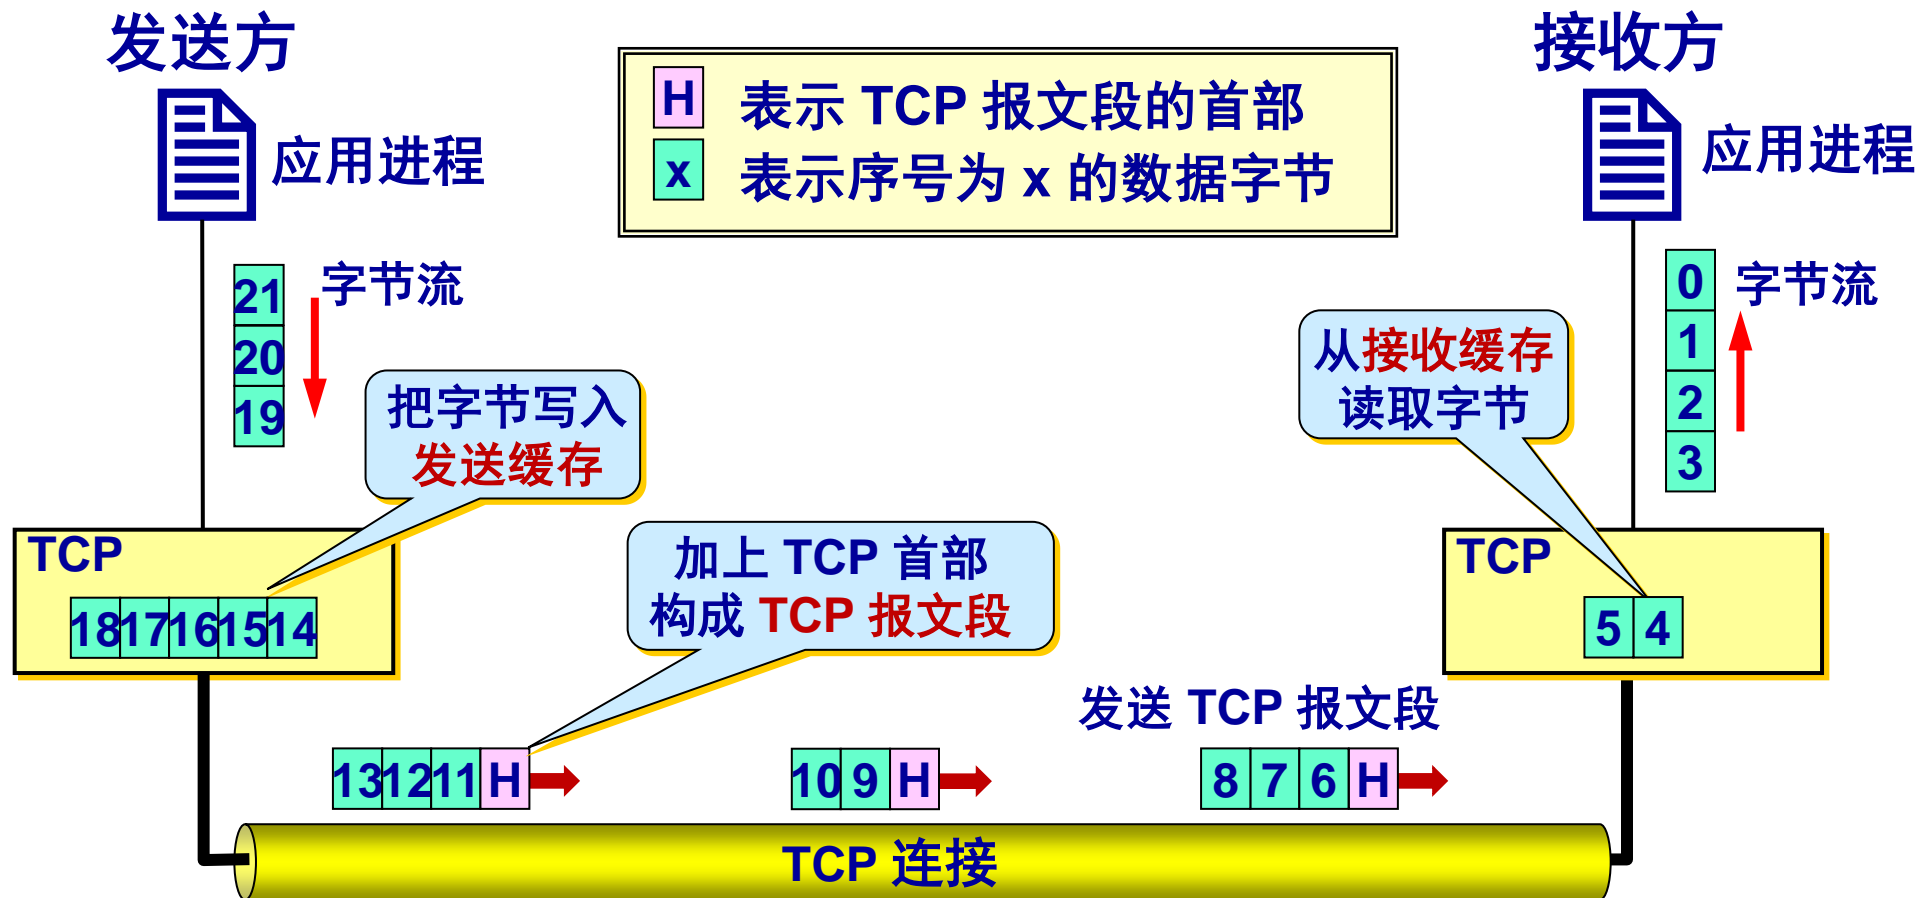 发送方
接收方
H 表示 TCP 报文段的首部
x 表示序号为 x 的数据字节
应用进程
应用进程
21
20
19
字节流
0
1
2
3
字节流
把字节写入
发送缓存
从接收缓存
读取字节
TCP
18 17 16 15 14
加上 TCP 首部
构成 TCP 报文段
TCP
5 4
发送 TCP 报文段
13 12 11 H
10 9 H
8 7 6 H
TCP 连接